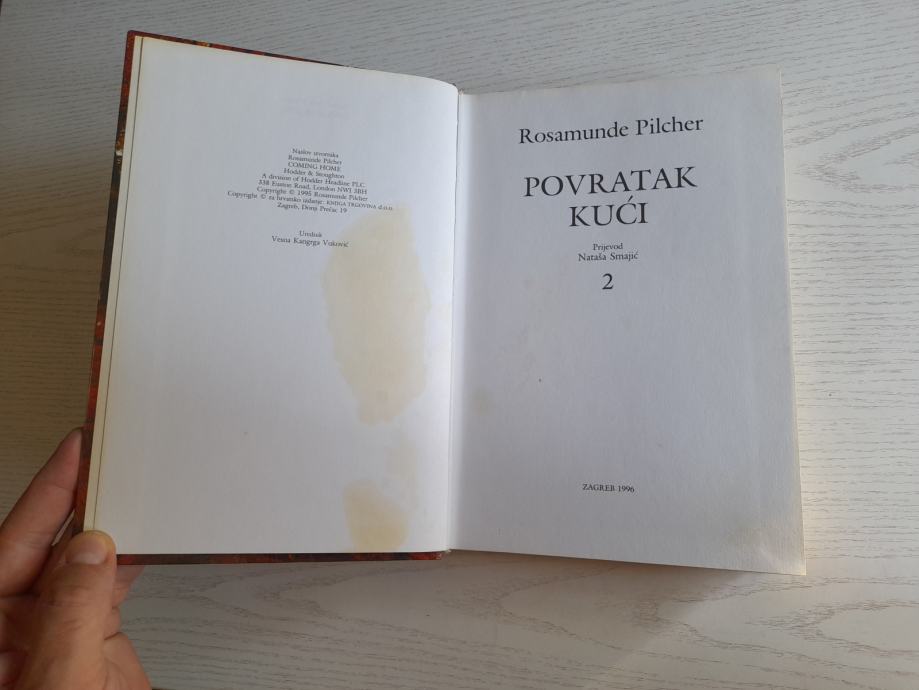 Naslov izvornika
Rosamunde Pilcher
COMING HOME
Hodder & Stoughton
A division of Hodder Headline PLC
338 Euston Road, London NW1 3BH
Copyright © 1995 Rosamunde Pilcher
Copyright © za hrvatsko izdanje: KNJIGA TRGOVINA d.o.o.
Zagreb, Donji Prečac 19
Urednik
Vesna Kangrga Vuković
Rosamunde Pilcher
POVRATAK
KUĆI
Prijevod
Nataša Smajić
2
ZAGREB 1996